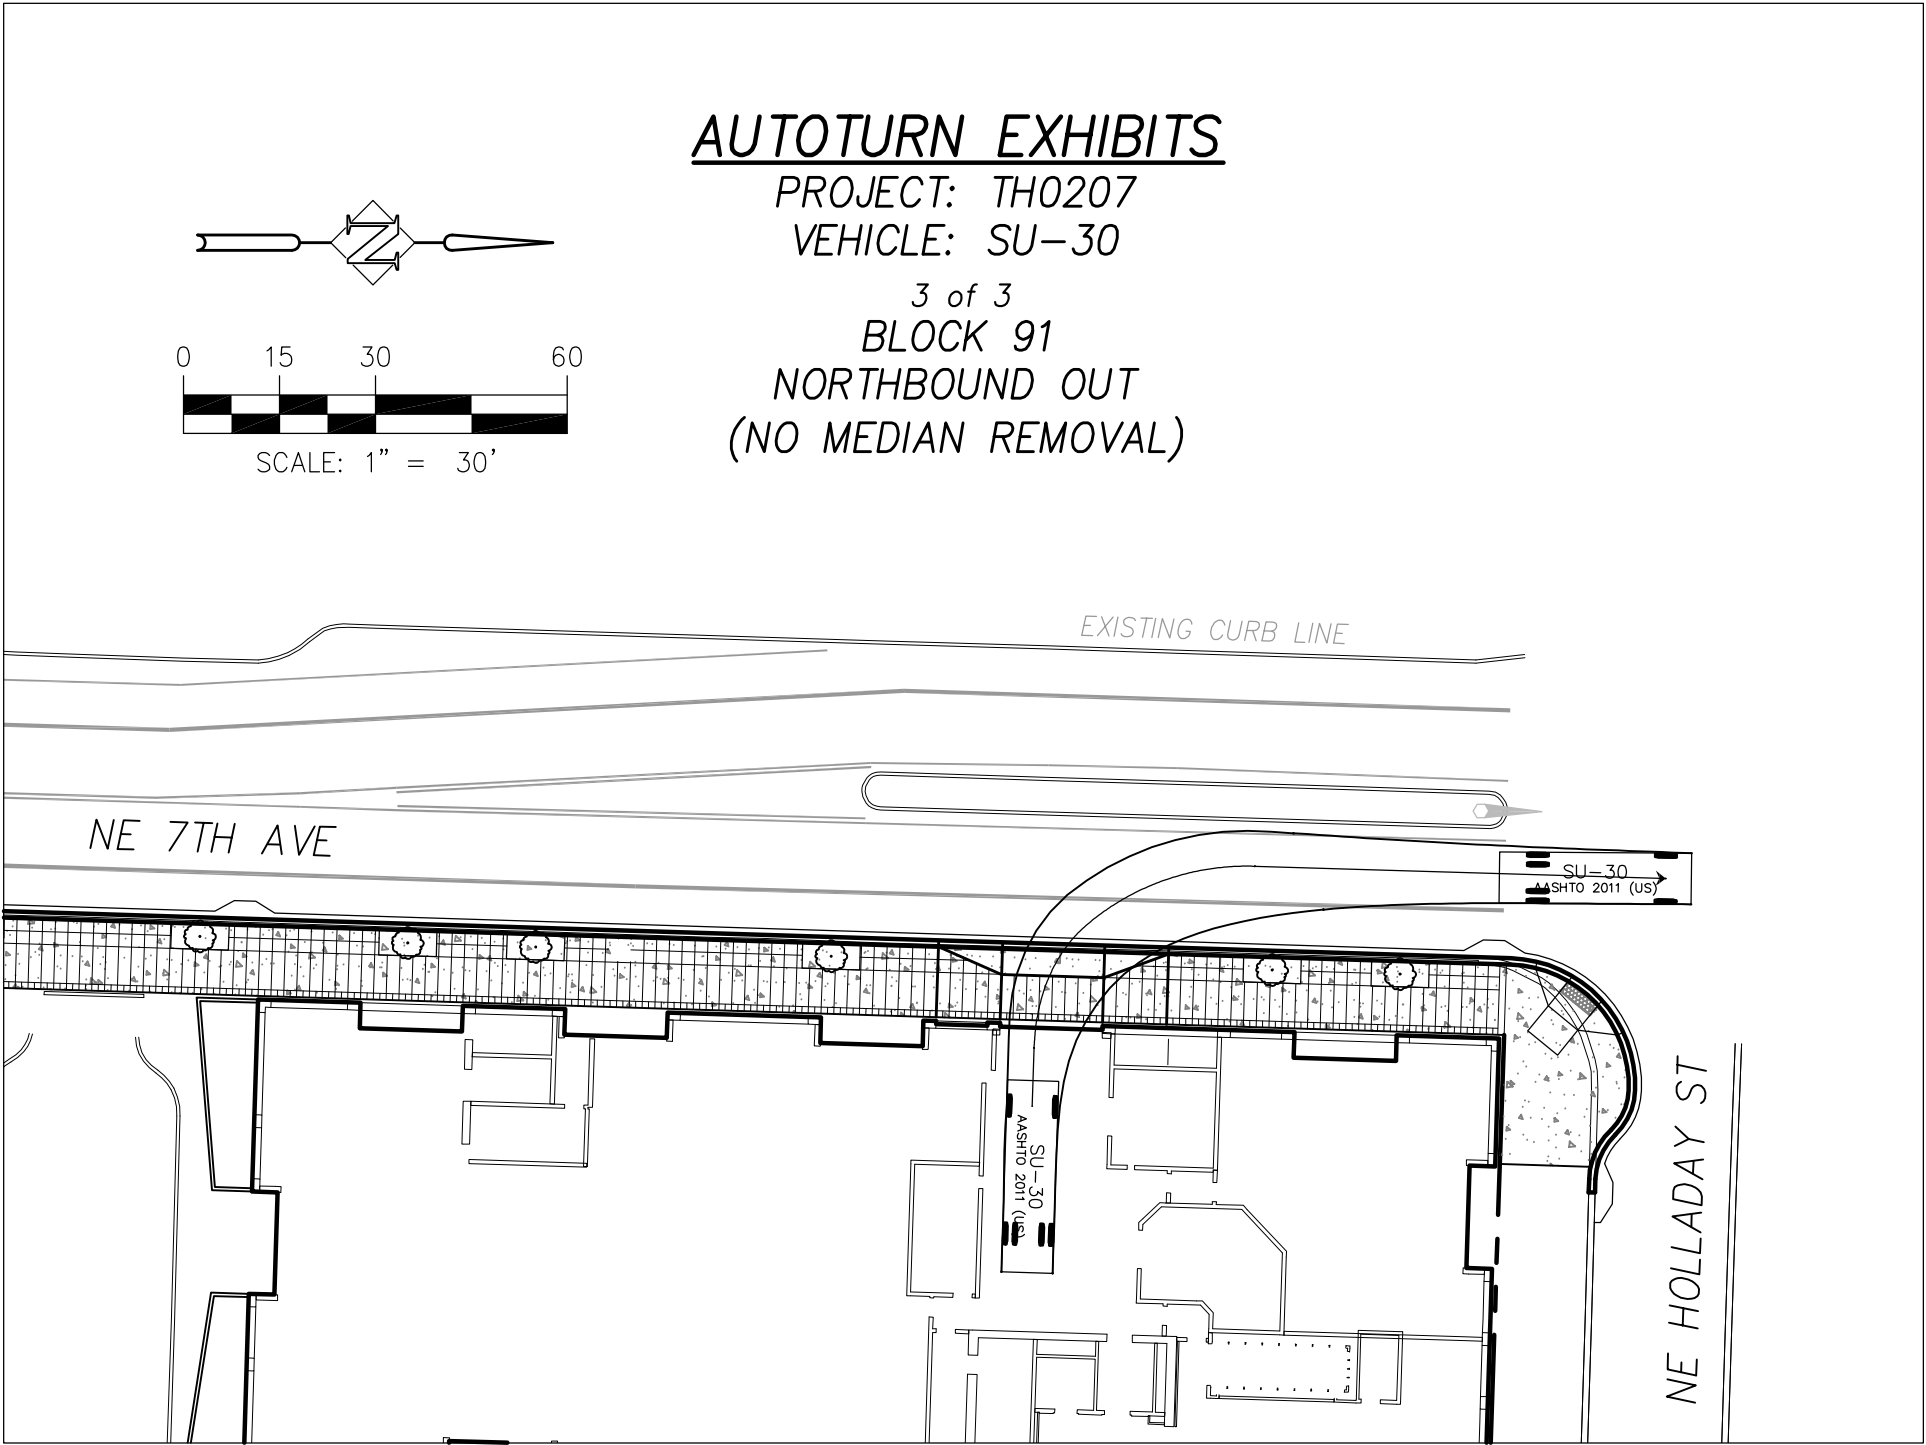 AUTOTURN EXHIBITS
PROJECT: TH0207
VEHICLE: SU-30
3 of 3
BLOCK 91
NORTHBOUND OUT
(NO MEDIAN REMOVAL)
N
0 15 30 60
SCALE: 1" = 30'
EXISTING CURB LINE
NE 7TH AVE
SU-30
AASHTO 2011 (US)
SU-30
AASHTO 2011 (US)
NE HOLLADAY ST